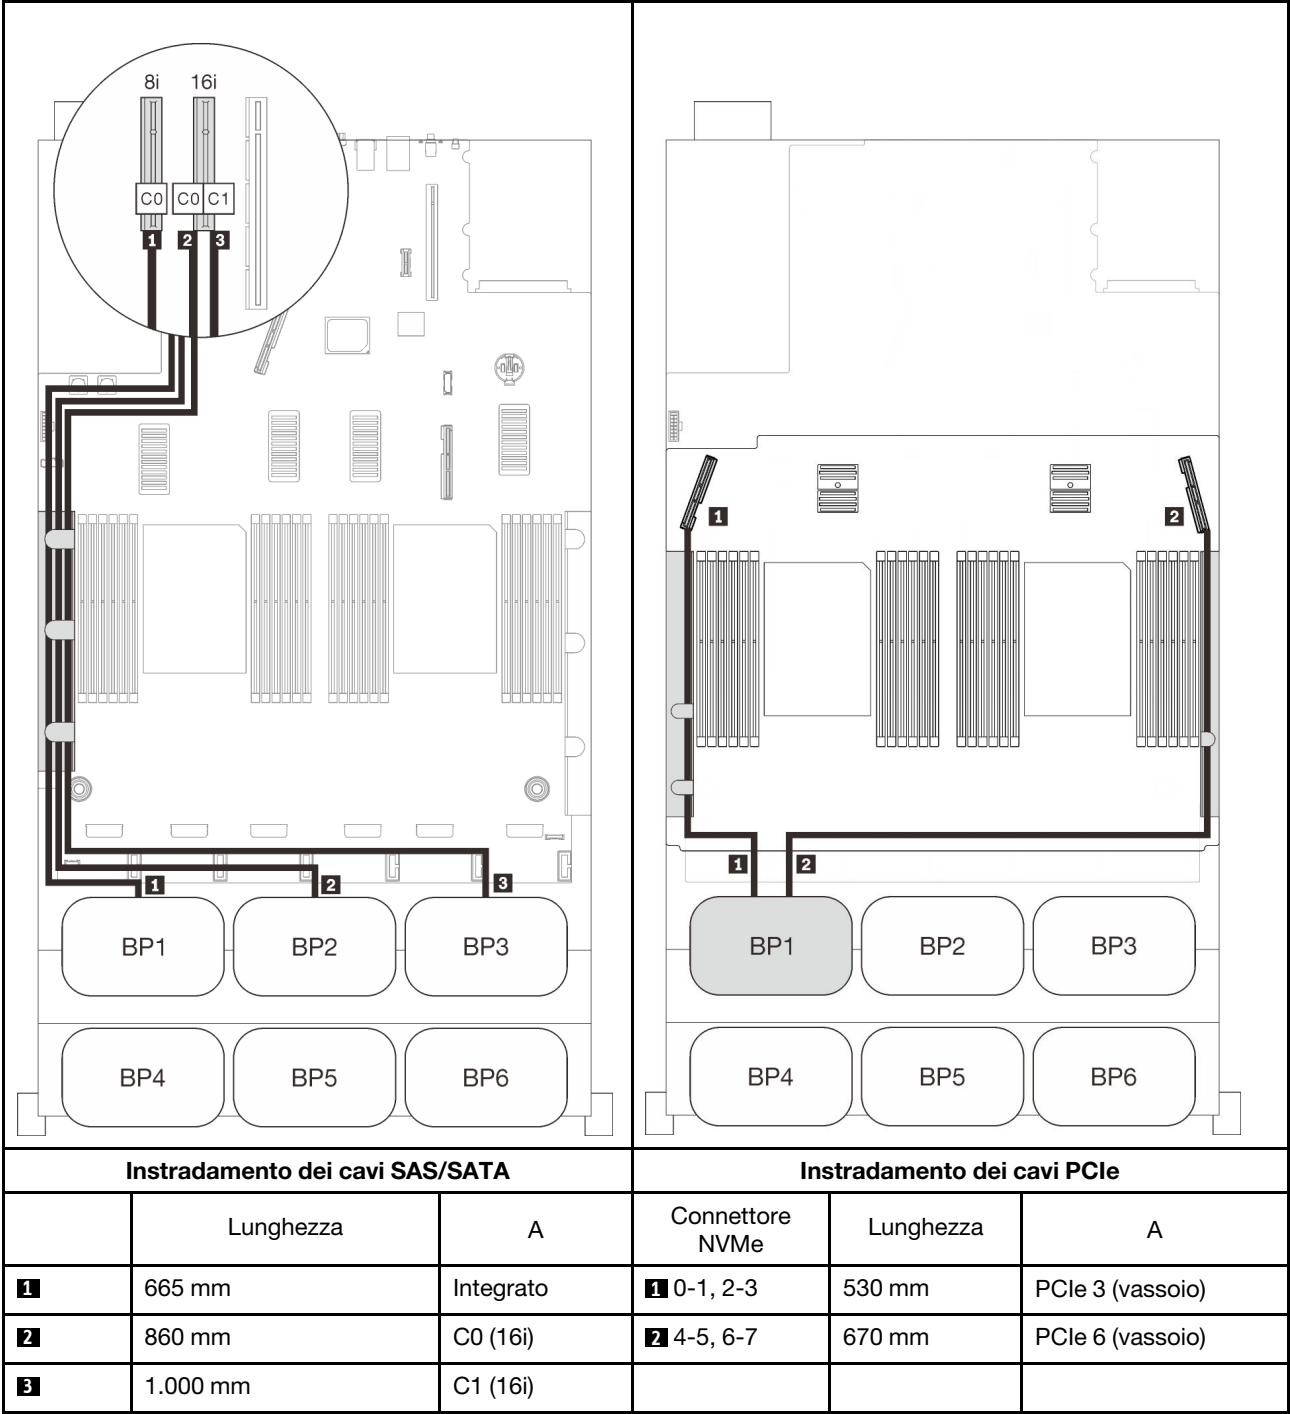 8i 16i
C0 C0 C1
1 2 3
1 2
1 2 3
1 2
BP1 BP2 BP3
BP1 BP2 BP3
BP4 BP5 BP6
BP4 BP5 BP6
Instradamento dei cavi SAS/SATA
Instradamento dei cavi PCIe
Lunghezza
A
Connettore
NVMe
Lunghezza
A
1 665 mm Integrato
1 0-1, 2-3 530 mm PCIe 3 (vassoio)
2 860 mm C0 (16i)
2 4-5, 6-7 670 mm PCIe 6 (vassoio)
3 1.000 mm C1 (16i)